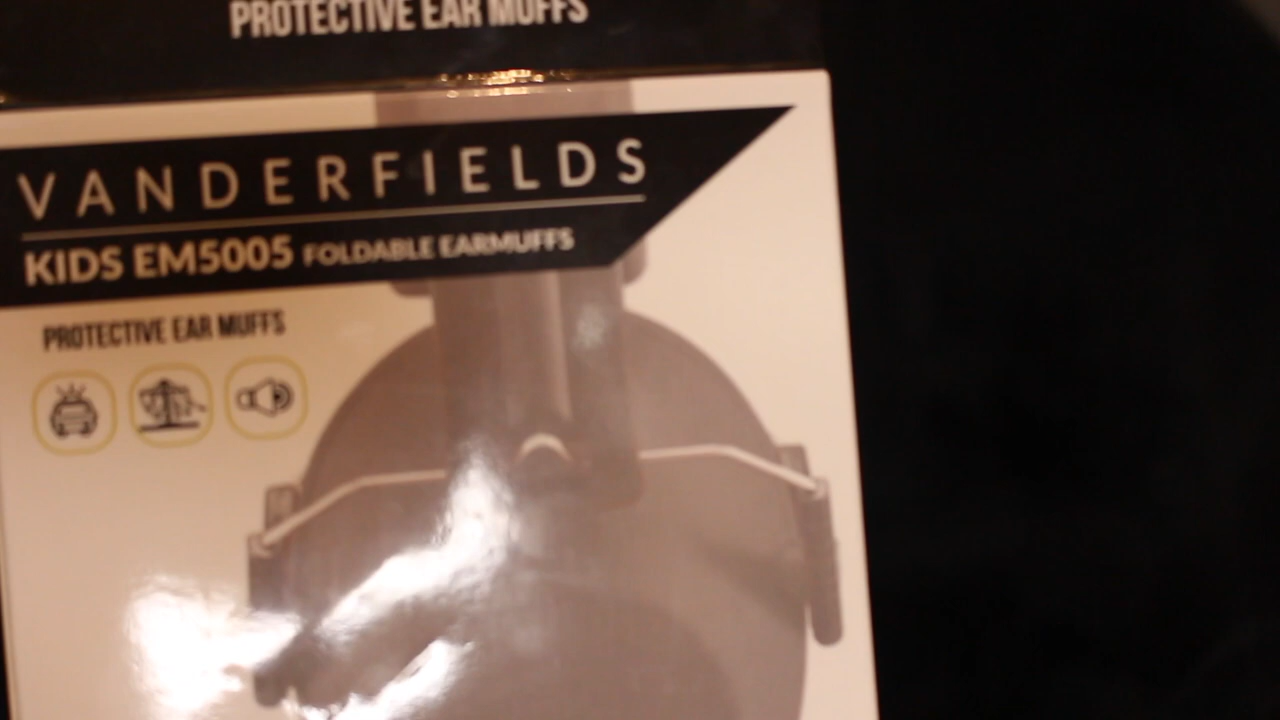 PROTECTIVE EAR MUFFS
VANDERFIELDS
KIDS EM5005 FOLDABLE EARMUFFS
PROTECTIVE EAR MUFFS